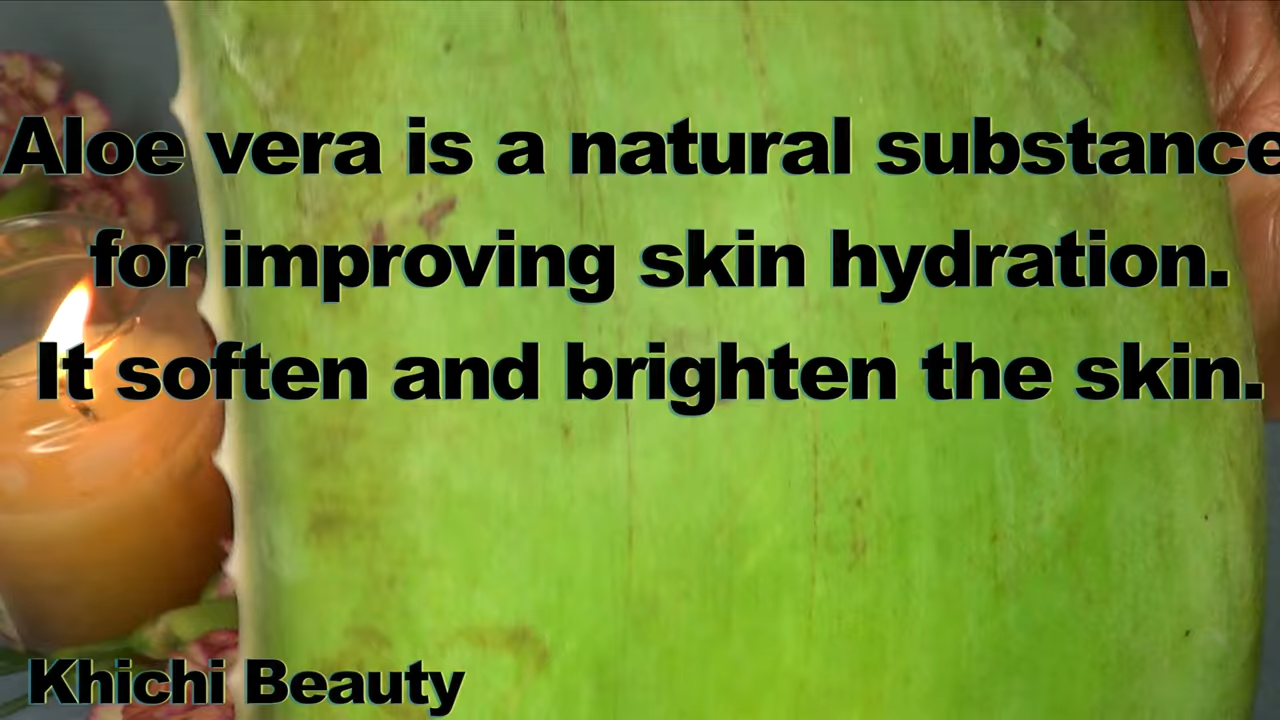 Aloe vera is a natural substance
for improving skin hydration.
It soften and brighten the skin.
Khichi Beauty